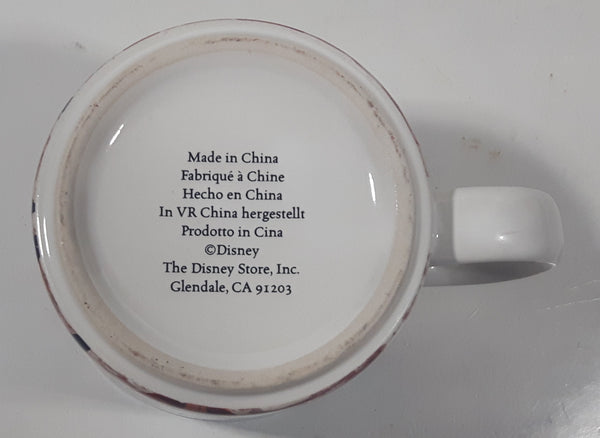 Made in China
Fabriqué à Chine
Hecho en China
In VR China hergestellt
Prodotto in Cina
©Disney
The Disney Store, Inc.
Glendale, CA 91203